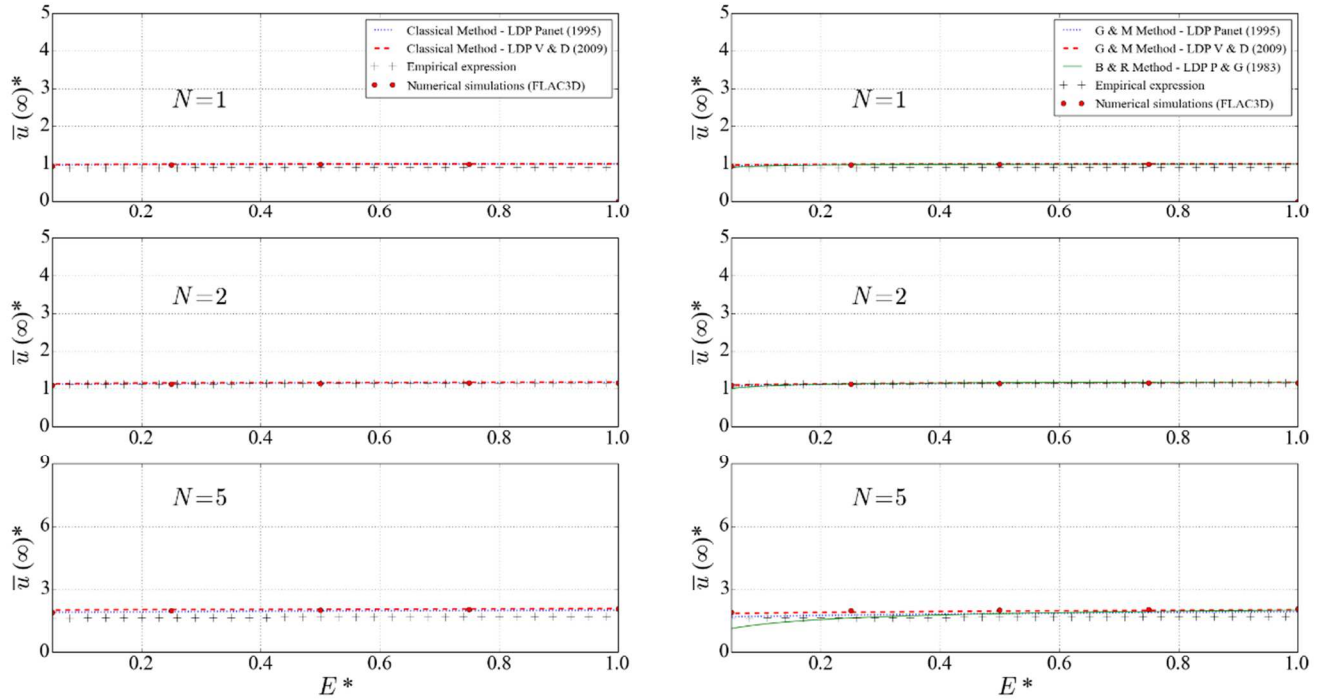 5
4
3
2
1
0
ū(∞)*
N=1
Classical Method - LDP Panet (1995)
Classical Method - LDP V & D (2009)
Empirical expression
Numerical simulations (FLAC3D)
0.2
0.4
0.6
0.8
1.0
5
4
3
2
1
0
ū(∞)*
N=1
G & M Method - LDP Panet (1995)
G & M Method - LDP V & D (2009)
B & R Method - LDP P & G (1983)
Empirical expression
Numerical simulations (FLAC3D)
0.2
0.4
0.6
0.8
1.0
5
4
3
2
1
0
ū(∞)*
N=2
0.2
0.4
0.6
0.8
1.0
5
4
3
2
1
0
ū(∞)*
N=2
0.2
0.4
0.6
0.8
1.0
9
6
3
0
ū(∞)*
N=5
0.2
0.4
0.6
0.8
1.0
E*
9
6
3
0
ū(∞)*
N=5
0.2
0.4
0.6
0.8
1.0
E*